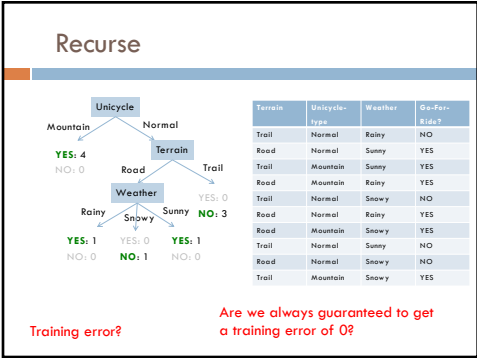 Recurse
Unicycle
Mountain
Normal
YES: 4
NO: 0
Terrain
Road
Trail
Weather
YES: 0
NO: 3
Rainy
Snowy
Sunny
YES: 1
YES: 0
YES: 1
NO: 0
NO: 1
NO: 0
Terrain Unicycle-type Weather Go-For-Ride?
Trail Normal Rainy NO
Road Normal Sunny YES
Trail Mountain Sunny YES
Road Mountain Rainy YES
Trail Normal Snowy NO
Road Normal Rainy YES
Road Mountain Snowy YES
Trail Normal Sunny NO
Road Normal Snowy NO
Trail Mountain Snowy YES
Training error?
Are we always guaranteed to get
a training error of 0?